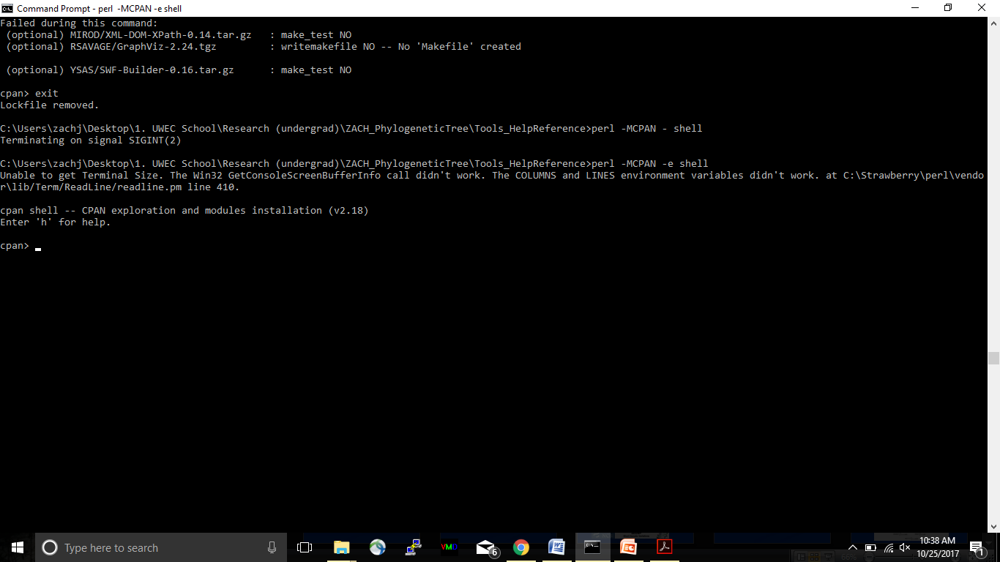 Command Prompt - perl  -MCPAN -e shell
Failed during this command:
 (optional) MIROD/XML-DOM-XPath-0.14.tar.gz   : make_test NO
 (optional) RSAVAGE/GraphViz-2.24.tgz         : writemakefile NO -- No 'Makefile' created
 (optional) YSAS/SWF-Builder-0.16.tar.gz      : make_test NO
cpan> exit
Lockfile removed.
C:\Users\zachj\Desktop\1. UWEC School\Research (undergrad)\ZACH_PhylogeneticTree\Tools_HelpReference>perl -MCPAN - shell
Terminating on signal SIGINT(2)
C:\Users\zachj\Desktop\1. UWEC School\Research (undergrad)\ZACH_PhylogeneticTree\Tools_HelpReference>perl -MCPAN -e shell
Unable to get Terminal Size. The Win32 GetConsoleScreenBufferInfo call didn't work. The COLUMNS and LINES environment variables didn't work. at C:\Strawberry\perl\vendo
r\lib/Term/ReadLine/readline.pm line 410.
cpan shell -- CPAN exploration and modules installation (v2.18)
Enter 'h' for help.
cpan>
Type here to search
VMD
6
10:38 AM
10/25/2017
1